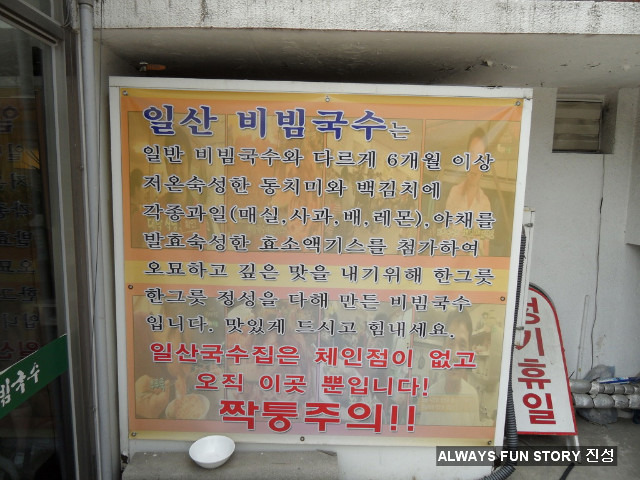 일산 비빔국수는
일반 비빔국수와 다르게 6개월 이상
저온숙성한 동치미와 백김치에
각종과일(매실,사과,배,레몬),야채를
발효숙성한 효소액기스를 첨가하여
오묘하고 깊은 맛을 내기위해 한그릇
한그릇 정성을 다해 만든 비빔국수
입니다. 맛있게 드시고 힘내세요.
일산국수집은 체인점이 없고
오직 이곳 뿐입니다!
짝퉁주의!!
정기휴일
빔국수
ALWAYS FUN STORY 진성